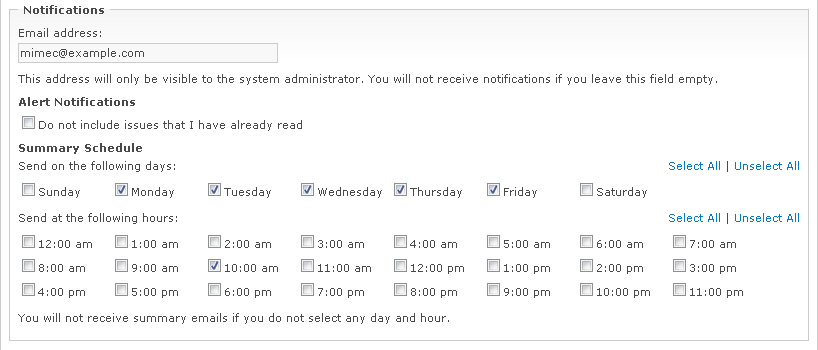 Notifications
Email address:
mimec@example.com
This address will only be visible to the system administrator. You will not receive notifications if you leave this field empty.
Alert Notifications
Do not include issues that I have already read
Summary Schedule
Send on the following days: Select All | Unselect All
Sunday Monday Tuesday Wednesday Thursday Friday Saturday
Send at the following hours: Select All | Unselect All
12:00 am 1:00 am 2:00 am 3:00 am 4:00 am 5:00 am 6:00 am 7:00 am
8:00 am 9:00 am 10:00 am 11:00 am 12:00 pm 1:00 pm 2:00 pm 3:00 pm
4:00 pm 5:00 pm 6:00 pm 7:00 pm 8:00 pm 9:00 pm 10:00 pm 11:00 pm
You will not receive summary emails if you do not select any day and hour.